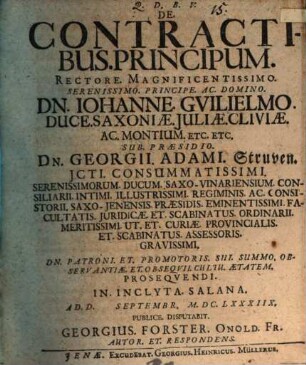 Q. D. B. V.
15.
DE
CONTRACTI-
BUS. PRINCIPUM.
RECTORE. MAGNIFICENTISSIMO.
SERENISSIMO. PRINCIPE. AC. DOMINO.
DN. IOHANNE. GVILIELMO.
DUCE. SAXONIÆ. JULIÆ. CLIVIÆ.
AC. MONTIUM. ETC. ETC.
SUB. PRÆSIDIO.
DN. GEORGII. ADAMI. Struven.
JCTI. CONSUMMATISSIMI.
SERENISSIMORUM. DUCUM. SAXO-VINARIENSIUM. CON-
SILIARII. INTIMI. ILLUSTRISSIMI. REGIMINIS. AC. CONSI-
STORII. SAXO-JENENSIS. PRÆSIDIS. EMINENTISSIMI. FA-
CULTATIS. JURIDICÆ. ET. SCABINATUS. ORDINARII.
MERITISSIMI. UT. ET. CURIÆ. PROVINCIALIS.
ET. SCABINATUS. ASSESSORIS.
GRAVISSIMI,
DN. PATRONI. ET. PROMOTORIS. SUI. SUMMO, OB-
SERVANTIÆ. ET. OBSEQUII. CULTU. ÆTATEM.
PROSEQVENDI.
IN. INCLYTA. SALANA.
AD. D. SEPTEMBR. M. DC. LXXXIIX,
PUBLICE. DISPUTABIT.
GEORGIUS. FORSTER. ONOLD. FR.
AUTOR. ET. RESPONDENS.
JENÆ. EXCUDEBAT. GEORGIUS. HEINRICUS. MÜLLERUS.